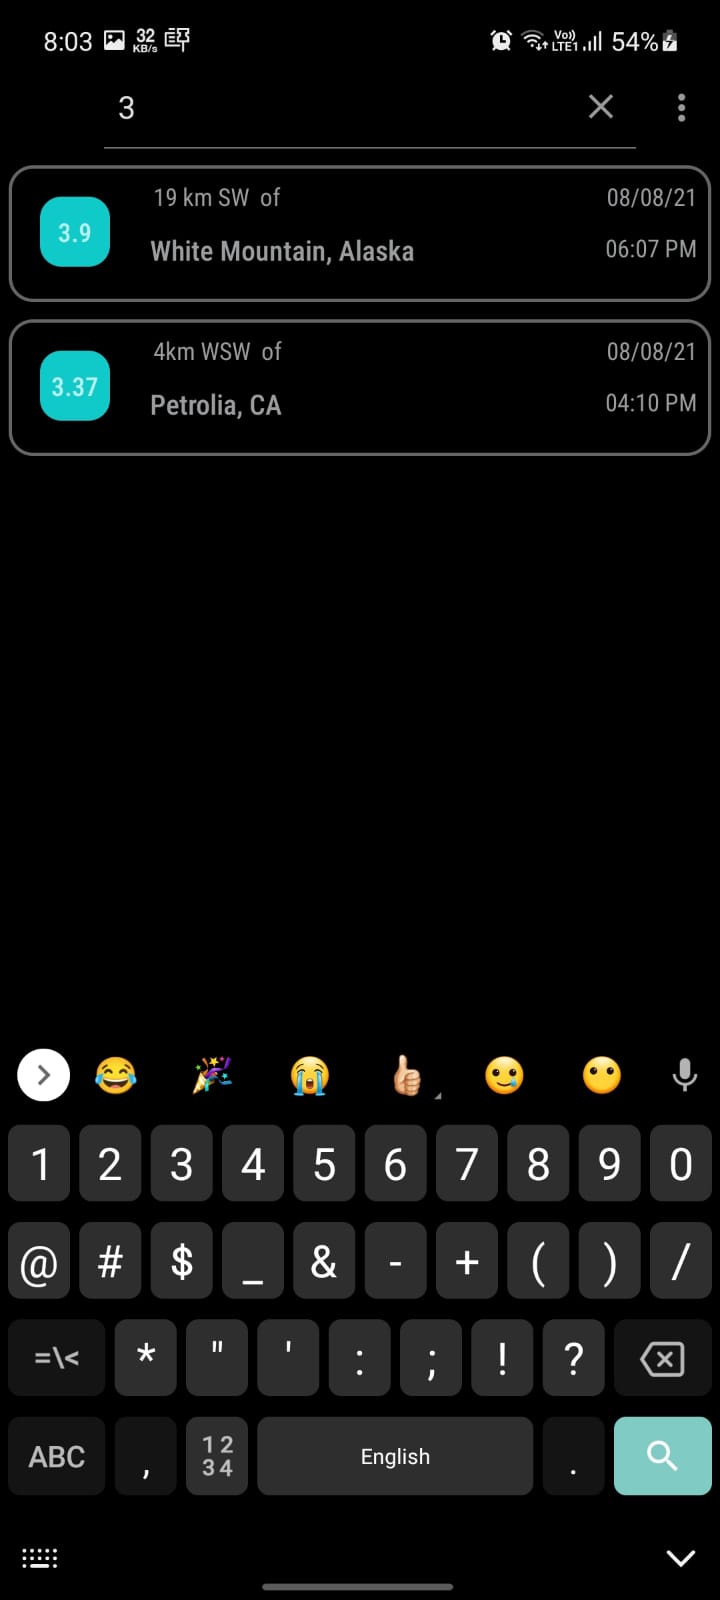 8:03 32 KB/s Vo)) LTE1 54%
3
19 km SW of 08/08/21
3.9
White Mountain, Alaska 06:07 PM
4km WSW of 08/08/21
3.37
Petrolia, CA 04:10 PM
1 2 3 4 5 6 7 8 9 0
@ # $ _ & - + ( ) /
=\< * " ' : ; ! ?
ABC , 12 34 English .